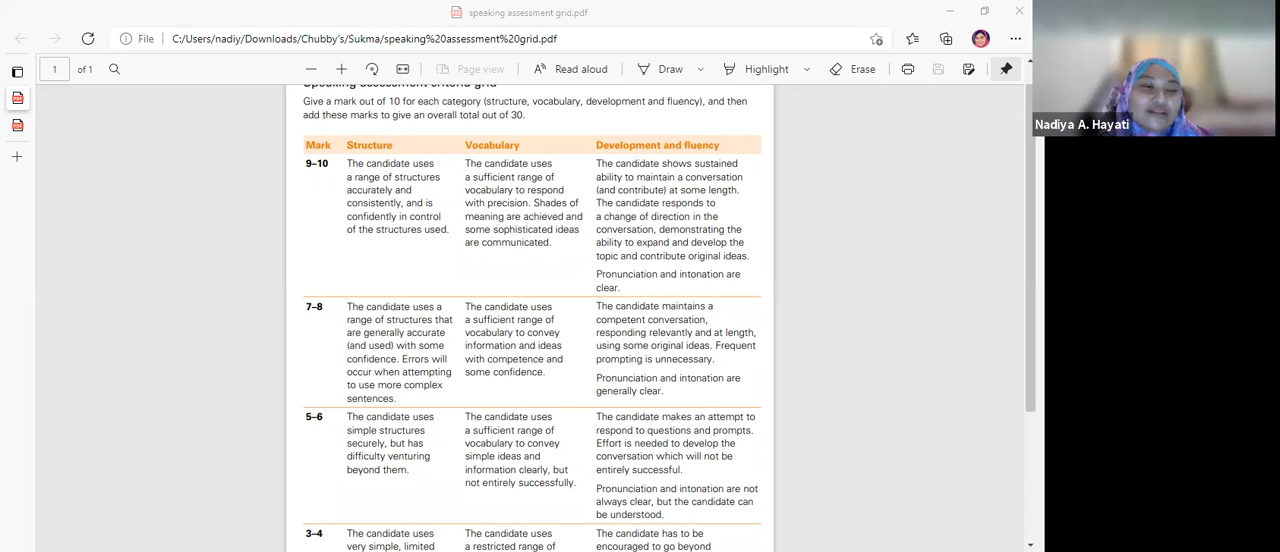 speaking assessment grid.pdf
File
C:/Users/nadiy/Downloads/Chubby's/Sukma/speaking%20assessment%20grid.pdf
1
of 1
Page view
Read aloud
Draw
Highlight
Erase
Nadiya A. Hayati
Speaking assessment criteria grid
Give a mark out of 10 for each category (structure, vocabulary, development and fluency), and then
add these marks to give an overall total out of 30.
Mark
Structure
Vocabulary
Development and fluency
9–10
The candidate uses
a range of structures
accurately and
consistently, and is
confidently in control
of the structures used.
The candidate uses
a sufficient range of
vocabulary to respond
with precision. Shades of
meaning are achieved and
some sophisticated ideas
are communicated.
The candidate shows sustained
ability to maintain a conversation
(and contribute) at some length.
The candidate responds to
a change of direction in the
conversation, demonstrating the
ability to expand and develop the
topic and contribute original ideas.
Pronunciation and intonation are
clear.
7–8
The candidate uses a
range of structures that
are generally accurate
(and used) with some
confidence. Errors will
occur when attempting
to use more complex
sentences.
The candidate uses
a sufficient range of
vocabulary to convey
information and ideas
with competence and
some confidence.
The candidate maintains a
competent conversation,
responding relevantly and at length,
using some original ideas. Frequent
prompting is unnecessary.
Pronunciation and intonation are
generally clear.
5–6
The candidate uses
simple structures
securely, but has
difficulty venturing
beyond them.
The candidate uses
a sufficient range of
vocabulary to convey
simple ideas and
information clearly, but
not entirely successfully.
The candidate makes an attempt to
respond to questions and prompts.
Effort is needed to develop the
conversation which will not be
entirely successful.
Pronunciation and intonation are not
always clear, but the candidate can
be understood.
3–4
The candidate uses
very simple, limited
The candidate uses
a restricted range of
The candidate has to be
encouraged to go beyond